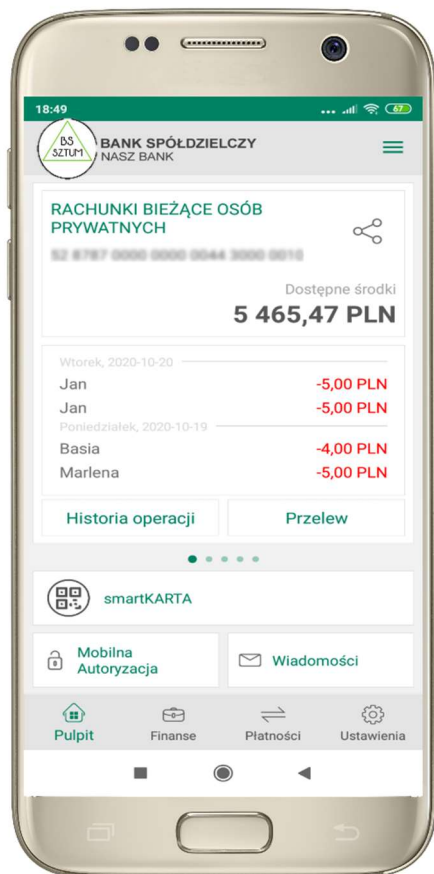 18:49
67
BS
SZTUM
BANK SPÓŁDZIELCZY
NASZ BANK
RACHUNKI BIEŻĄCE OSÓB
PRYWATNYCH
Dostępne środki
5 465,47 PLN
Wtorek, 2020-10-20
Jan -5,00 PLN
Jan -5,00 PLN
Poniedziałek, 2020-10-19
Basia -4,00 PLN
Marlena -5,00 PLN
Historia operacji Przelew
smartKARTA
Mobilna
Autoryzacja
Wiadomości
Pulpit Finanse Płatności Ustawienia